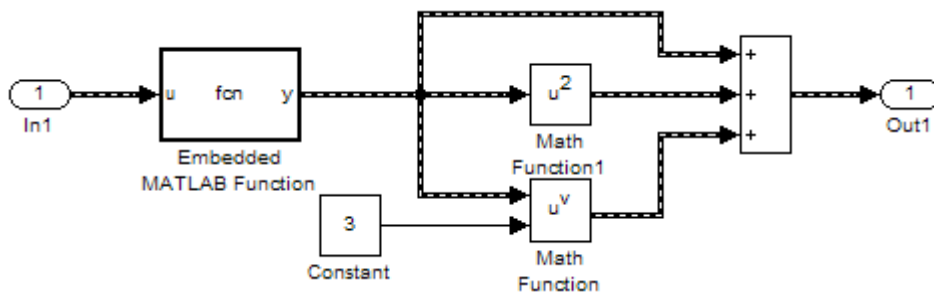 1
In1
u fcn y
Embedded
MATLAB Function
u2
Math
Function1
3
Constant
uv
Math
Function
+
+
+
1
Out1